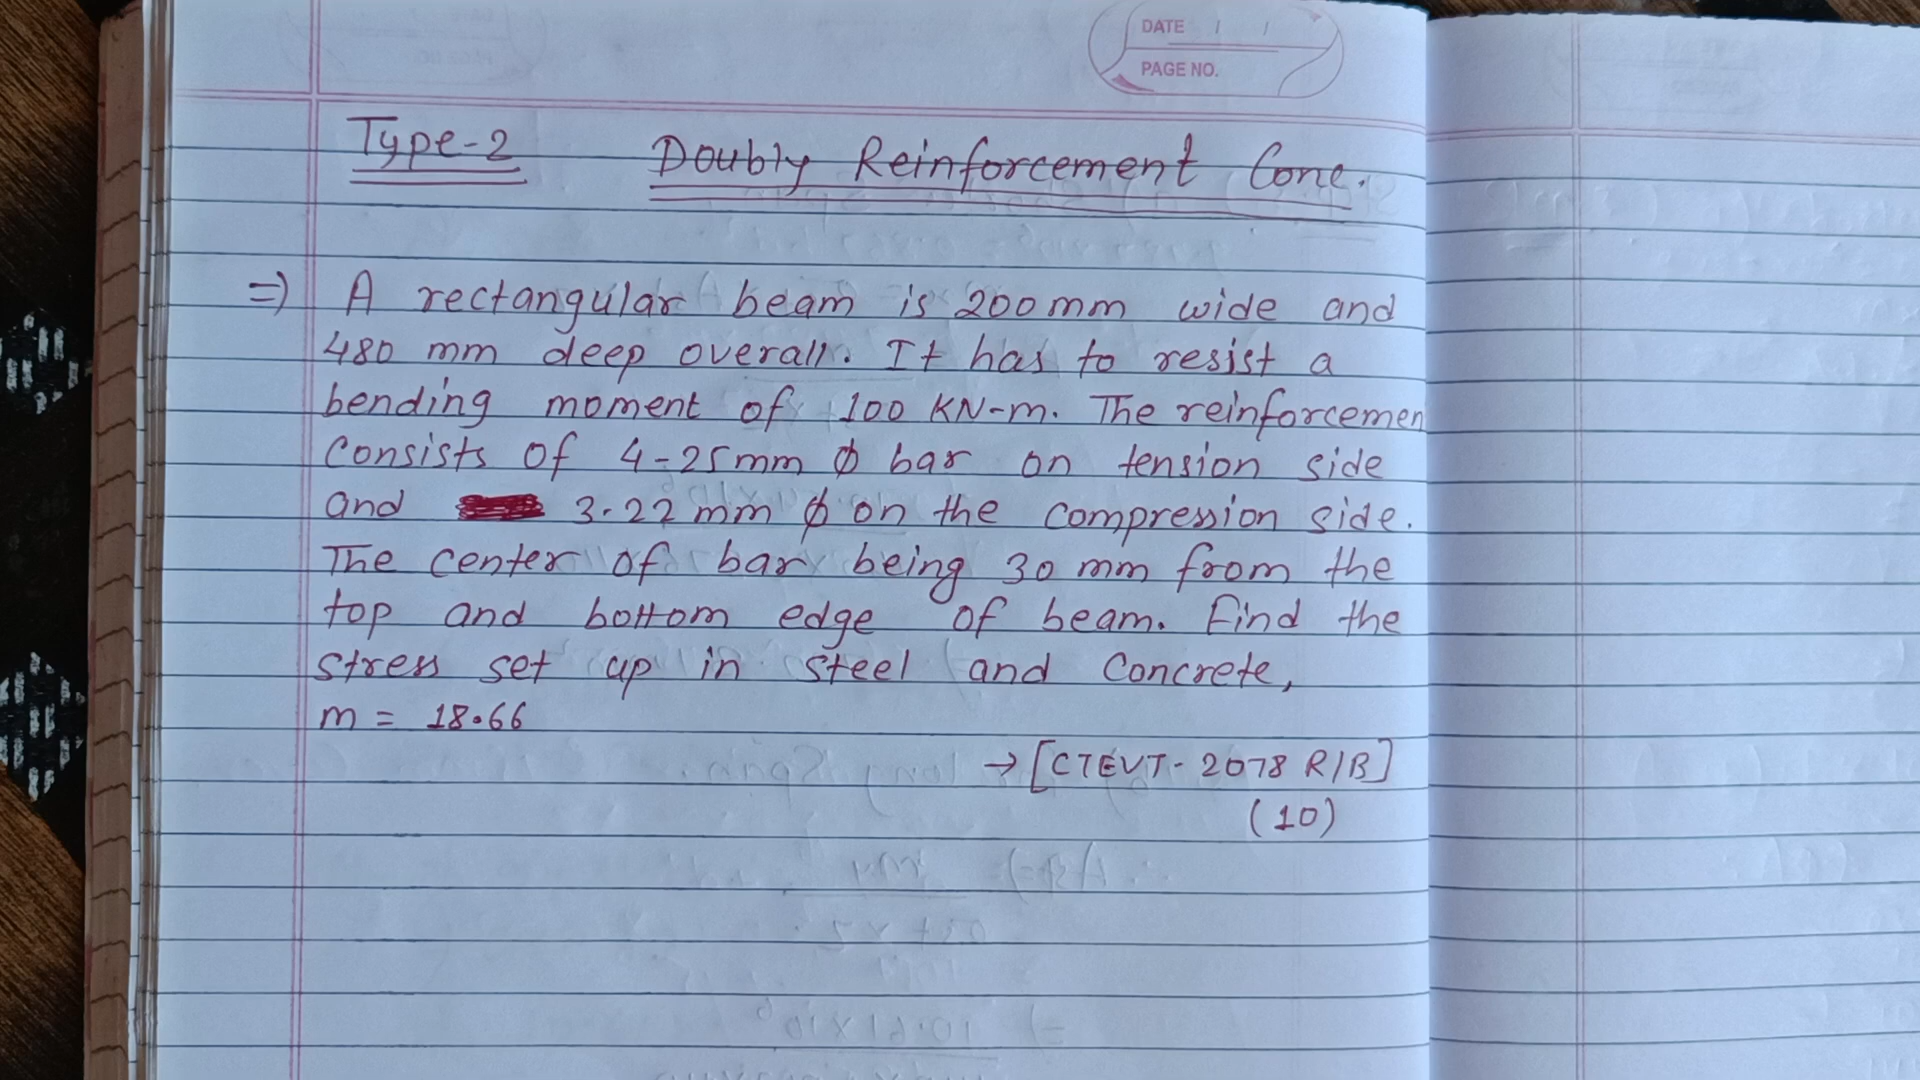 DATE / /
PAGE NO.
Type-2 Doubly Reinforcement Conc.
=) A rectangular beam is 200 mm wide and
480 mm deep overall. It has to resist a
bending moment of 100 KN-m. The reinforcemen
Consists of 4-25mm ϕ bar on tension side
and 3-22 mm ϕ on the compression side.
The center of bar being 30 mm from the
top and bottom edge of beam. Find the
stress set up in steel and Concrete,
m = 18.66
→ [CTEVT- 2078 R/B]
(10)